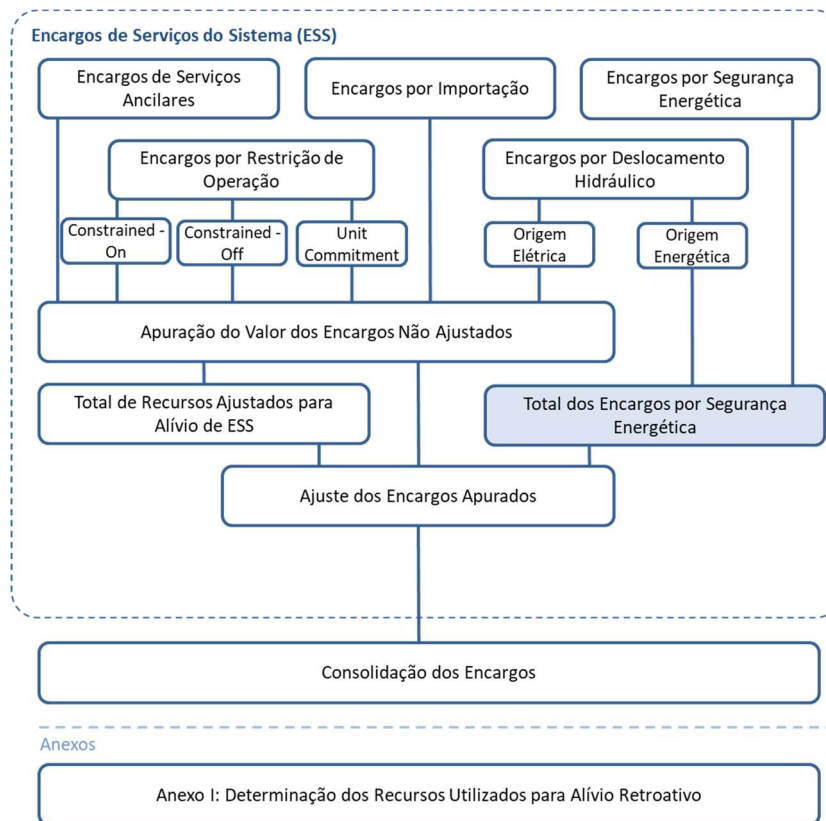 Encargos de Serviços do Sistema (ESS)
Encargos de Serviços
Ancilares
Encargos por Importação
Encargos por Segurança
Energética
Encargos por Restrição de
Operação
Encargos por Deslocamento
Hidráulico
Constrained -
On
Constrained -
Off
Unit
Commitment
Origem
Elétrica
Origem
Energética
Apuração do Valor dos Encargos Não Ajustados
Total de Recursos Ajustados para
Alívio de ESS
Total dos Encargos por Segurança
Energética
Ajuste dos Encargos Apurados
Consolidação dos Encargos
Anexos
Anexo I: Determinação dos Recursos Utilizados para Alívio Retroativo